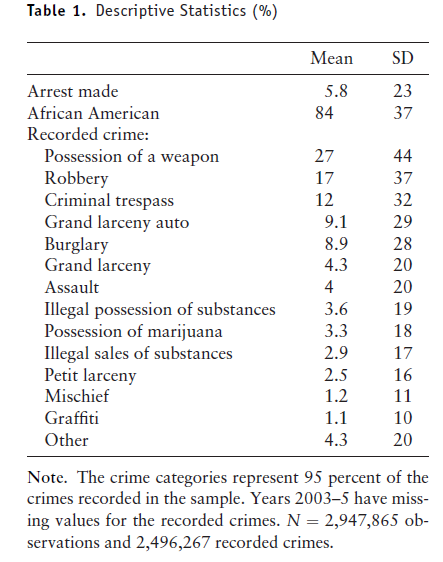 Table 1. Descriptive Statistics (%)
Mean SD
Arrest made 5.8 23
African American 84 37
Recorded crime:
Possession of a weapon 27 44
Robbery 17 37
Criminal trespass 12 32
Grand larceny auto 9.1 29
Burglary 8.9 28
Grand larceny 4.3 20
Assault 4 20
Illegal possession of substances 3.6 19
Possession of marijuana 3.3 18
Illegal sales of substances 2.9 17
Petit larceny 2.5 16
Mischief 1.2 11
Graffiti 1.1 10
Other 4.3 20
Note. The crime categories represent 95 percent of the
crimes recorded in the sample. Years 2003–5 have miss-
ing values for the recorded crimes. N = 2,947,865 ob-
servations and 2,496,267 recorded crimes.